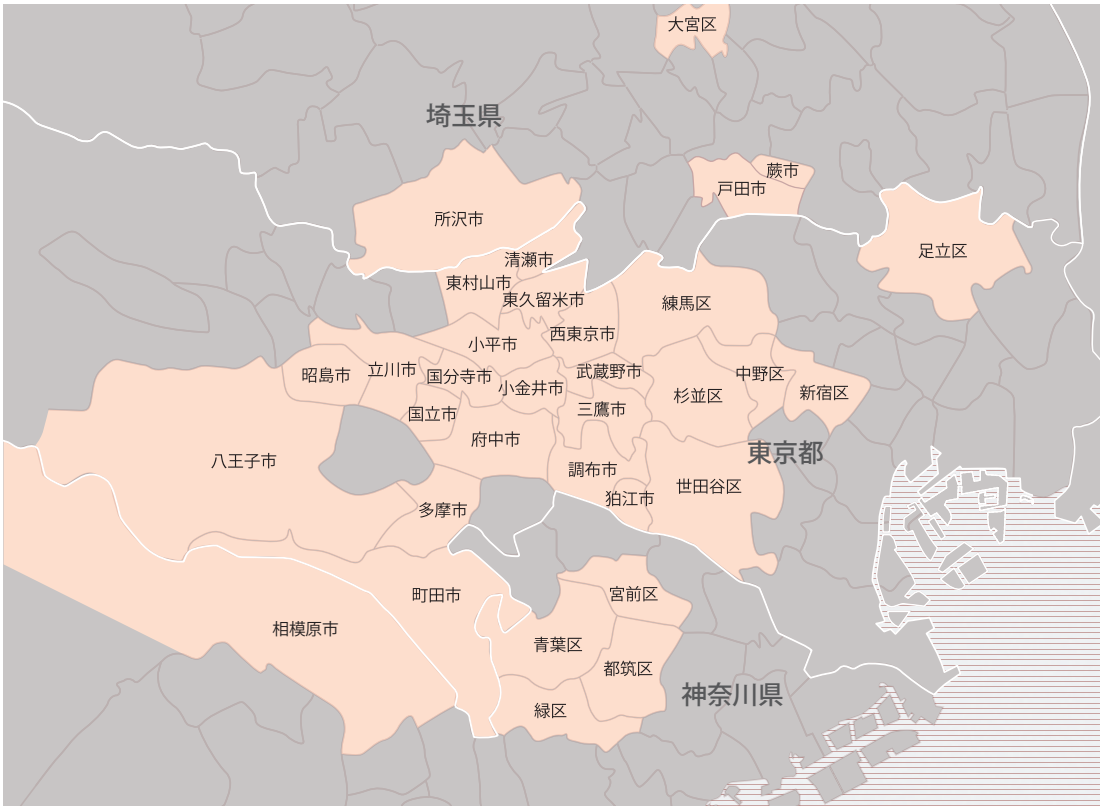 大宮区
埼玉県
蕨市
戸田市
所沢市
足立区
清瀬市
東村山市
東久留米市
練馬区
西東京市
小平市
武蔵野市
中野区
立川市
昭島市
国分寺市
小金井市
新宿区
杉並区
三鷹市
国立市
府中市
東京都
八王子市
調布市
世田谷区
狛江市
多摩市
宮前区
町田市
相模原市
青葉区
都筑区
神奈川県
緑区